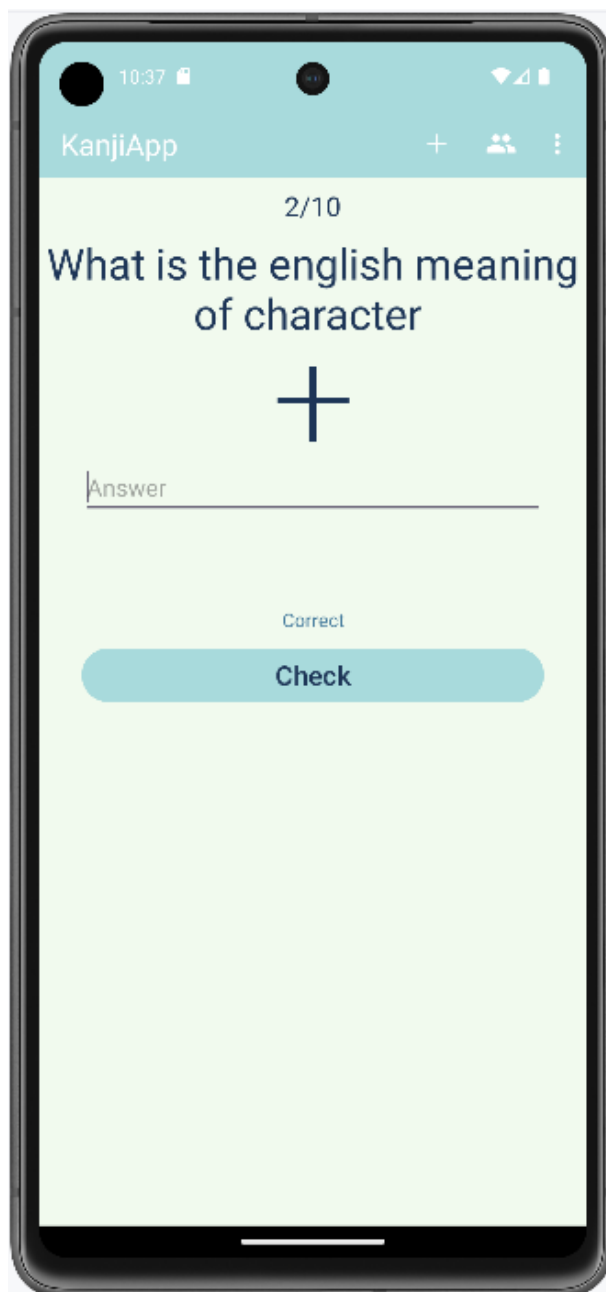 10:37
KanjiApp
2/10
What is the english meaning
of character
十
Answer
Correct
Check